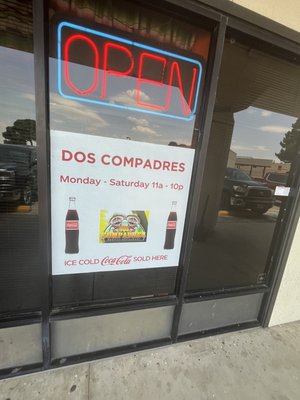 OPEN
DOS COMPADRES
Monday - Saturday 11a - 10p
ICE COLD Coca-Cola SOLD HERE